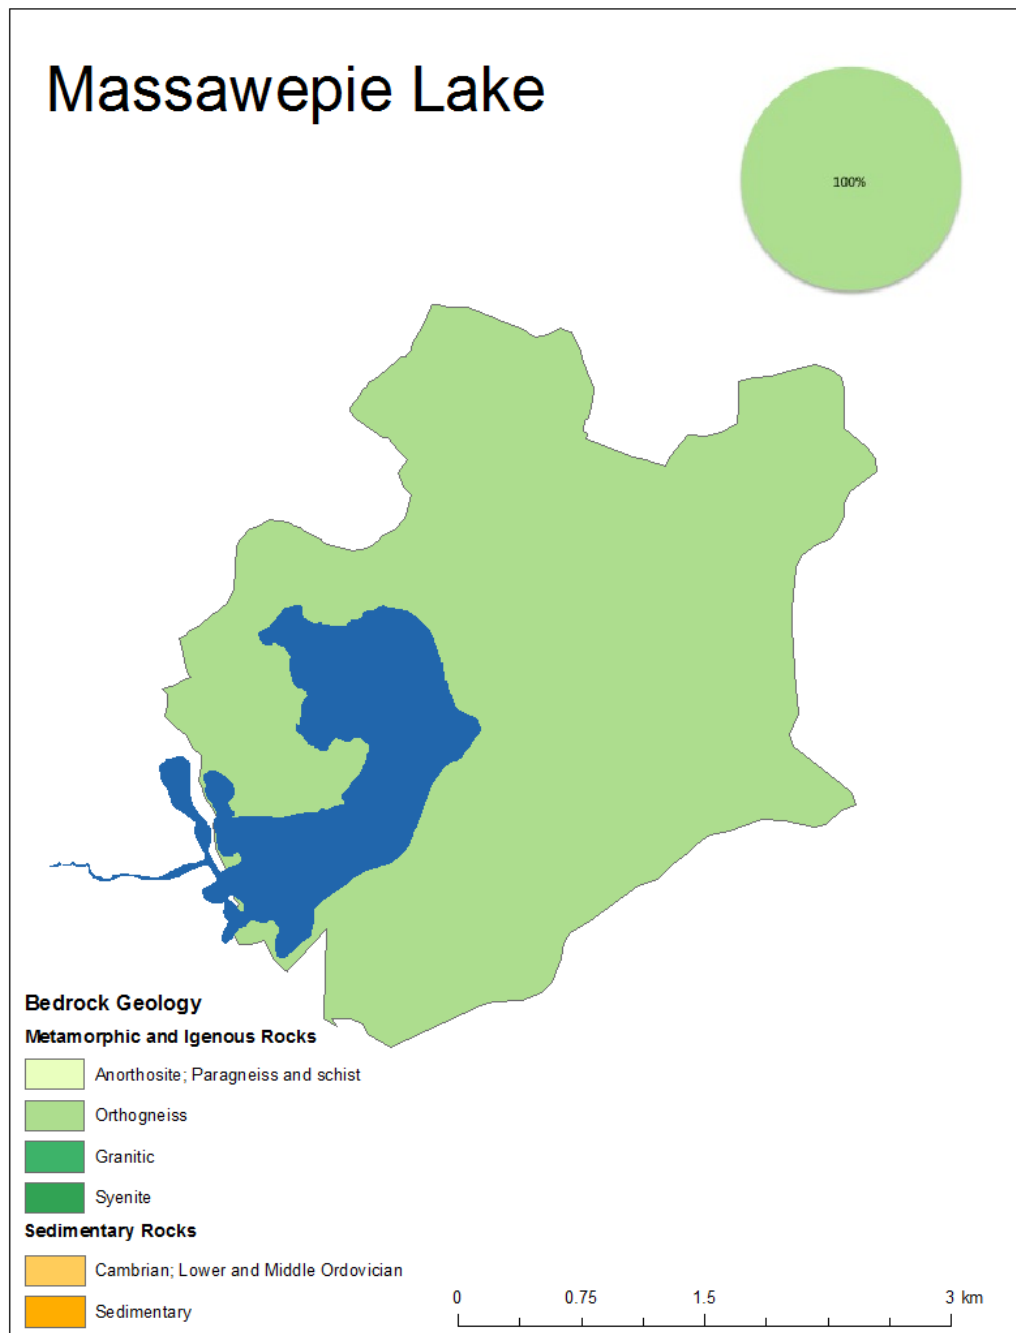 Massawepie Lake
100%
Bedrock Geology
Metamorphic and Igenous Rocks
Anorthosite; Paragneiss and schist
Orthogneiss
Granitic
Syenite
Sedimentary Rocks
Cambrian; Lower and Middle Ordovician
Sedimentary
0 0.75 1.5 3 km